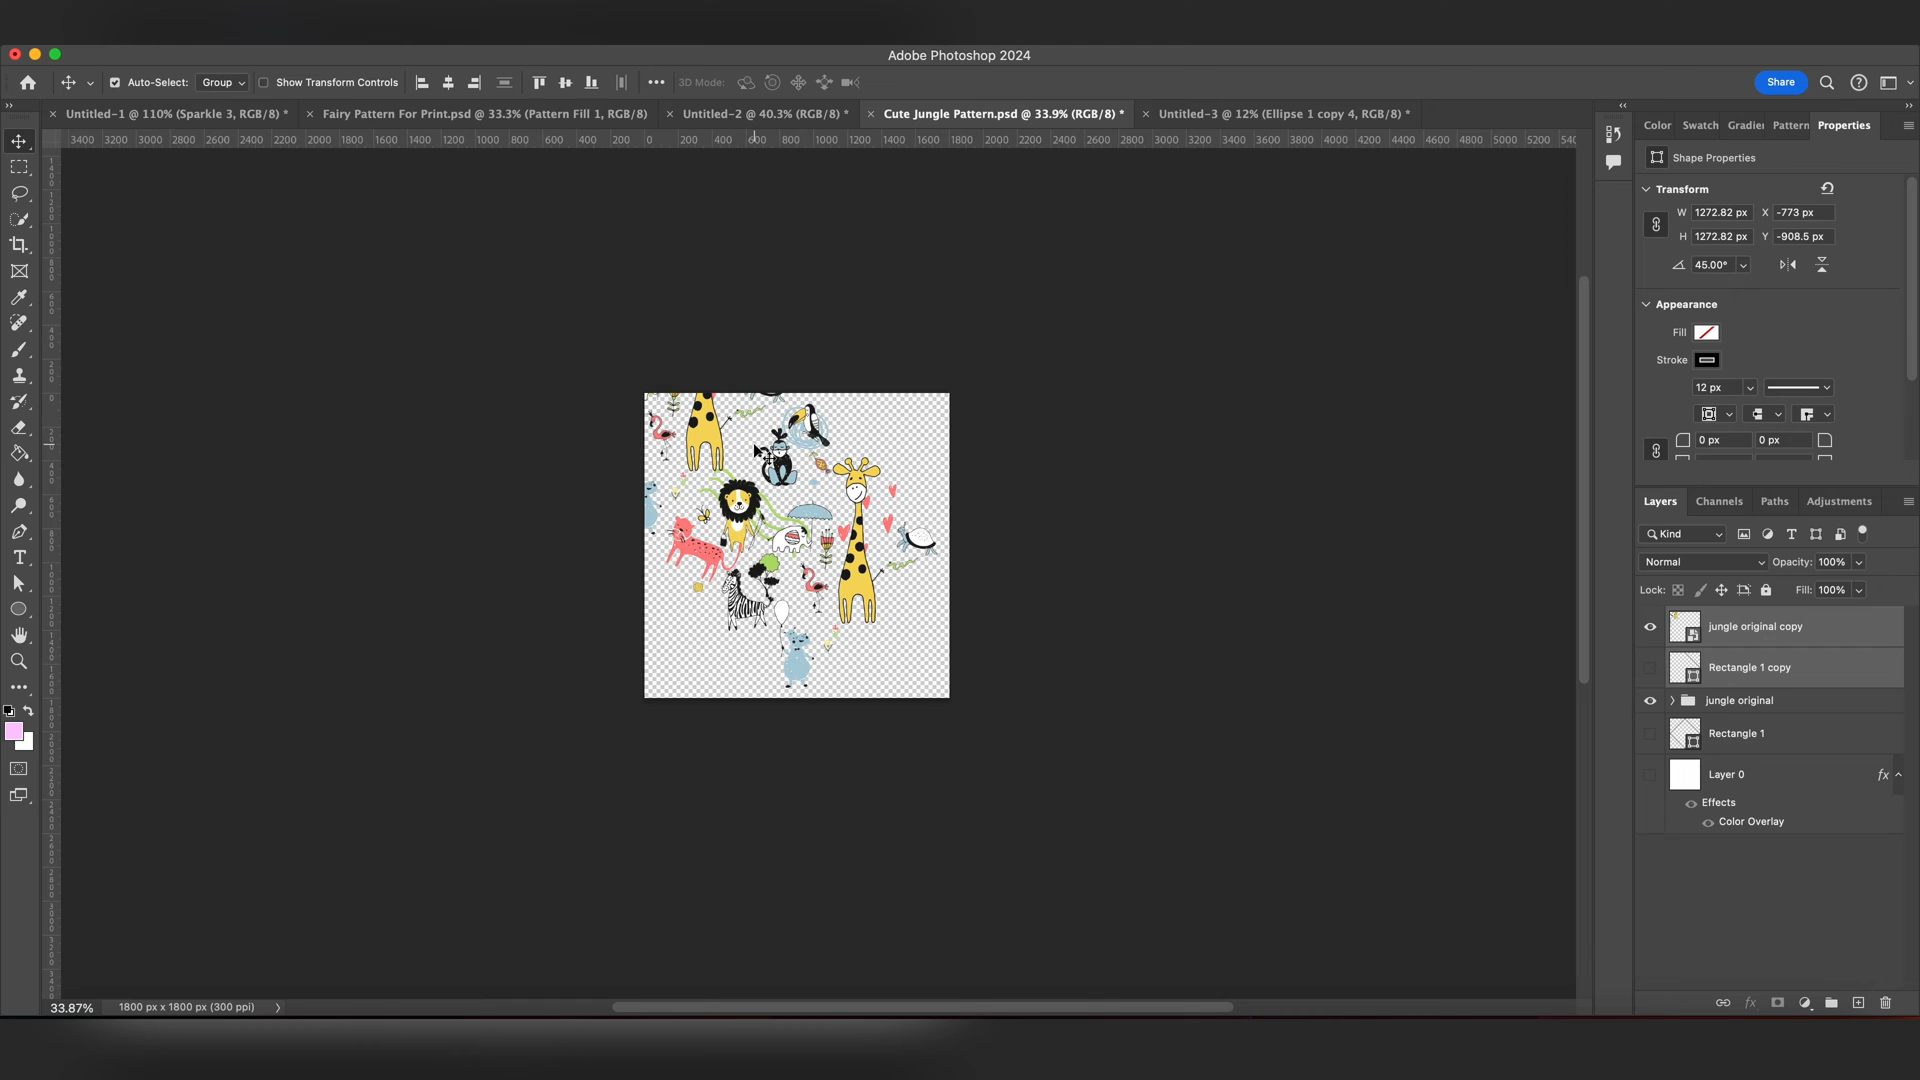 Adobe Photoshop 2024
Auto-Select: Group Show Transform Controls 3D Mode: Share
Untitled-1 @ 110% (Sparkle 3, RGB/8) * Fairy Pattern For Print.psd @ 33.3% (Pattern Fill 1, RGB/8) Untitled-2 @ 40.3% (RGB/8) * Cute Jungle Pattern.psd @ 33.9% (RGB/8) * Untitled-3 @ 12% (Ellipse 1 copy 4, RGB/8) *
3400 3200 3000 2800 2600 2400 2200 2000 1800 1600 1400 1200 1000 800 600 400 200 0 200 400 600 800 1000 1200 1400 1600 1800 2000 2200 2400 2600 2800 3000 3200 3400 3600 3800 4000 4200 4400 4600 4800 5000 5200 540
Color Swatch Gradier Pattern Properties
Shape Properties
Transform
W 1272.82 px X -773 px
H 1272.82 px Y -908.5 px
45.00°
Appearance
Fill
Stroke
12 px
0 px 0 px
Layers Channels Paths Adjustments
Kind
Normal Opacity: 100%
Lock: Fill: 100%
jungle original copy
Rectangle 1 copy
jungle original
Rectangle 1
Layer 0 fx
Effects
Color Overlay
fx
33.87% 1800 px x 1800 px (300 ppi)